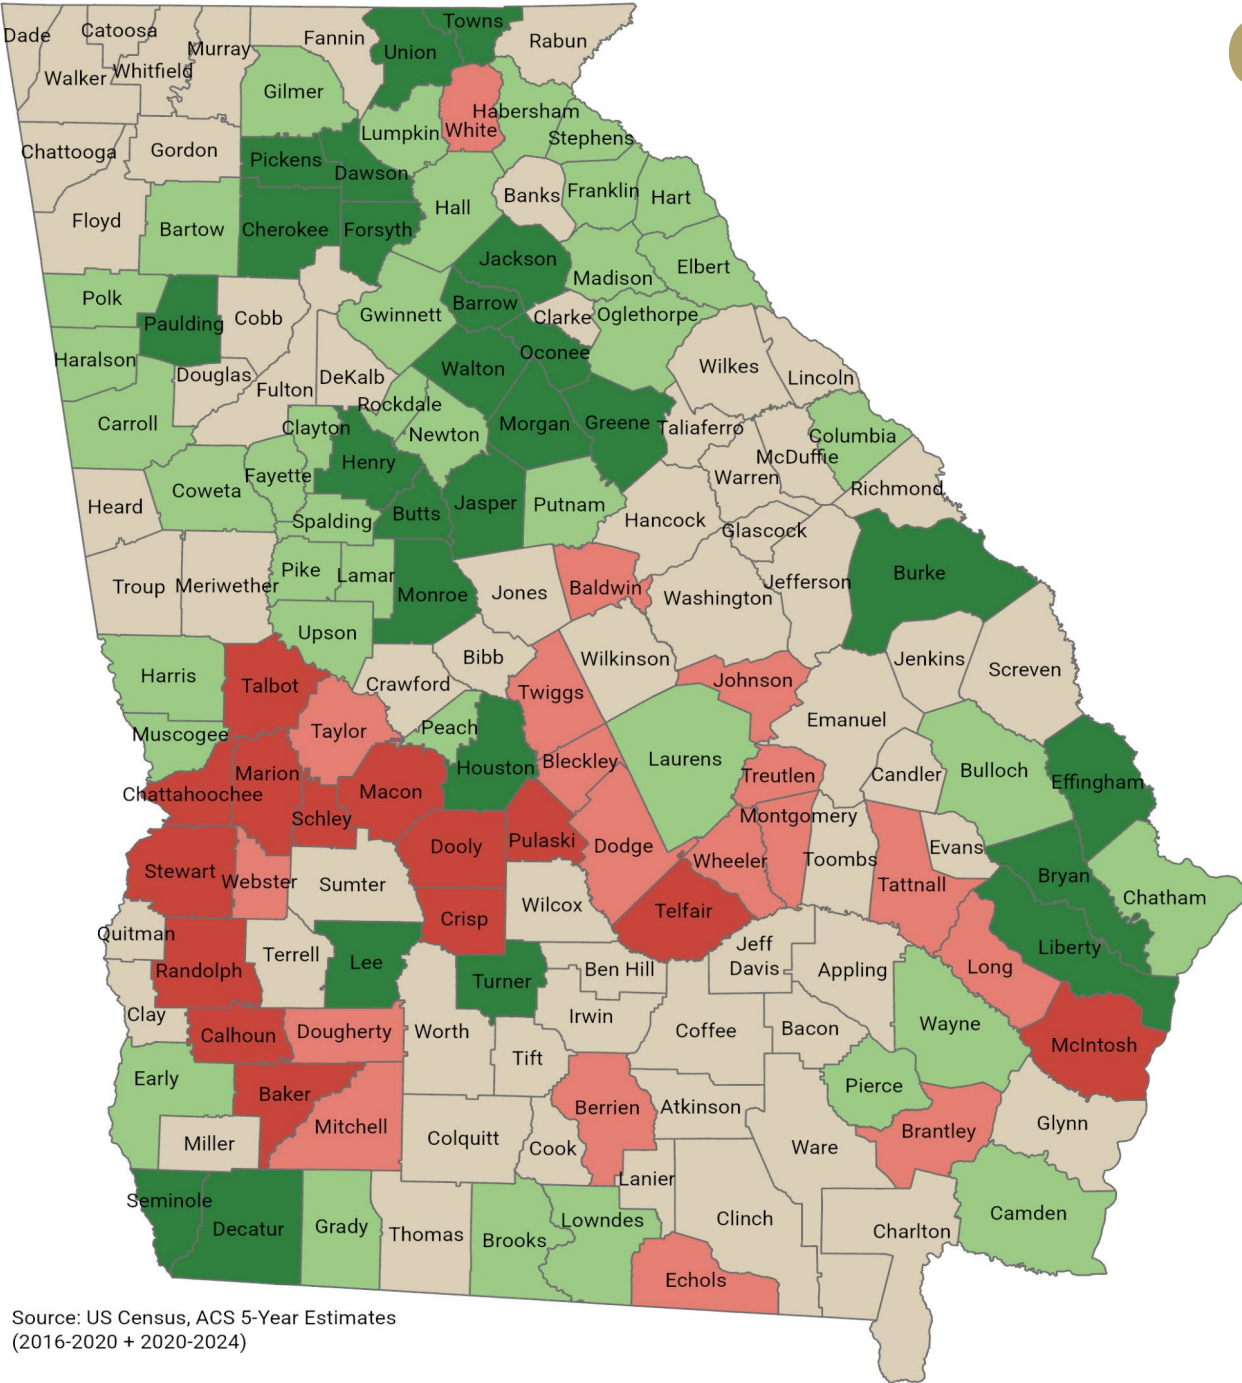 Dade
Catoosa
Murray
Fannin
Union
Towns
Rabun
Walker
Whitfield
Gilmer
Lumpkin
White
Habersham
Stephens
Chattooga
Gordon
Pickens
Dawson
Banks
Franklin
Hart
Floyd
Bartow
Cherokee
Forsyth
Hall
Jackson
Madison
Elbert
Polk
Paulding
Cobb
Gwinnett
Barrow
Clarke
Oglethorpe
Haralson
Douglas
Fulton
DeKalb
Walton
Oconee
Wilkes
Lincoln
Carroll
Clayton
Rockdale
Newton
Morgan
Greene
Taliaferro
McDuffie
Columbia
Henry
Fayette
Coweta
Heard
Spalding
Butts
Jasper
Putnam
Hancock
Warren
Glascock
Richmond
Troup
Meriwether
Pike
Lamar
Monroe
Jones
Baldwin
Washington
Jefferson
Burke
Upson
Harris
Talbot
Crawford
Bibb
Twiggs
Wilkinson
Johnson
Jenkins
Screven
Muscogee
Taylor
Peach
Houston
Bleckley
Laurens
Treutlen
Emanuel
Candler
Bulloch
Effingham
Chattahoochee
Marion
Schley
Macon
Dooly
Pulaski
Dodge
Wheeler
Montgomery
Toombs
Evans
Tattnall
Bryan
Chatham
Stewart
Webster
Sumter
Crisp
Wilcox
Telfair
Jeff
Davis
Appling
Long
Liberty
Quitman
Randolph
Terrell
Lee
Turner
Ben Hill
Irwin
Coffee
Bacon
Wayne
McIntosh
Clay
Calhoun
Dougherty
Worth
Tift
Early
Baker
Mitchell
Berrien
Atkinson
Pierce
Brantley
Glynn
Miller
Colquitt
Cook
Lanier
Ware
Seminole
Decatur
Grady
Thomas
Brooks
Lowndes
Clinch
Charlton
Camden
Echols
Source: US Census, ACS 5-Year Estimates
(2016-2020 + 2020-2024)